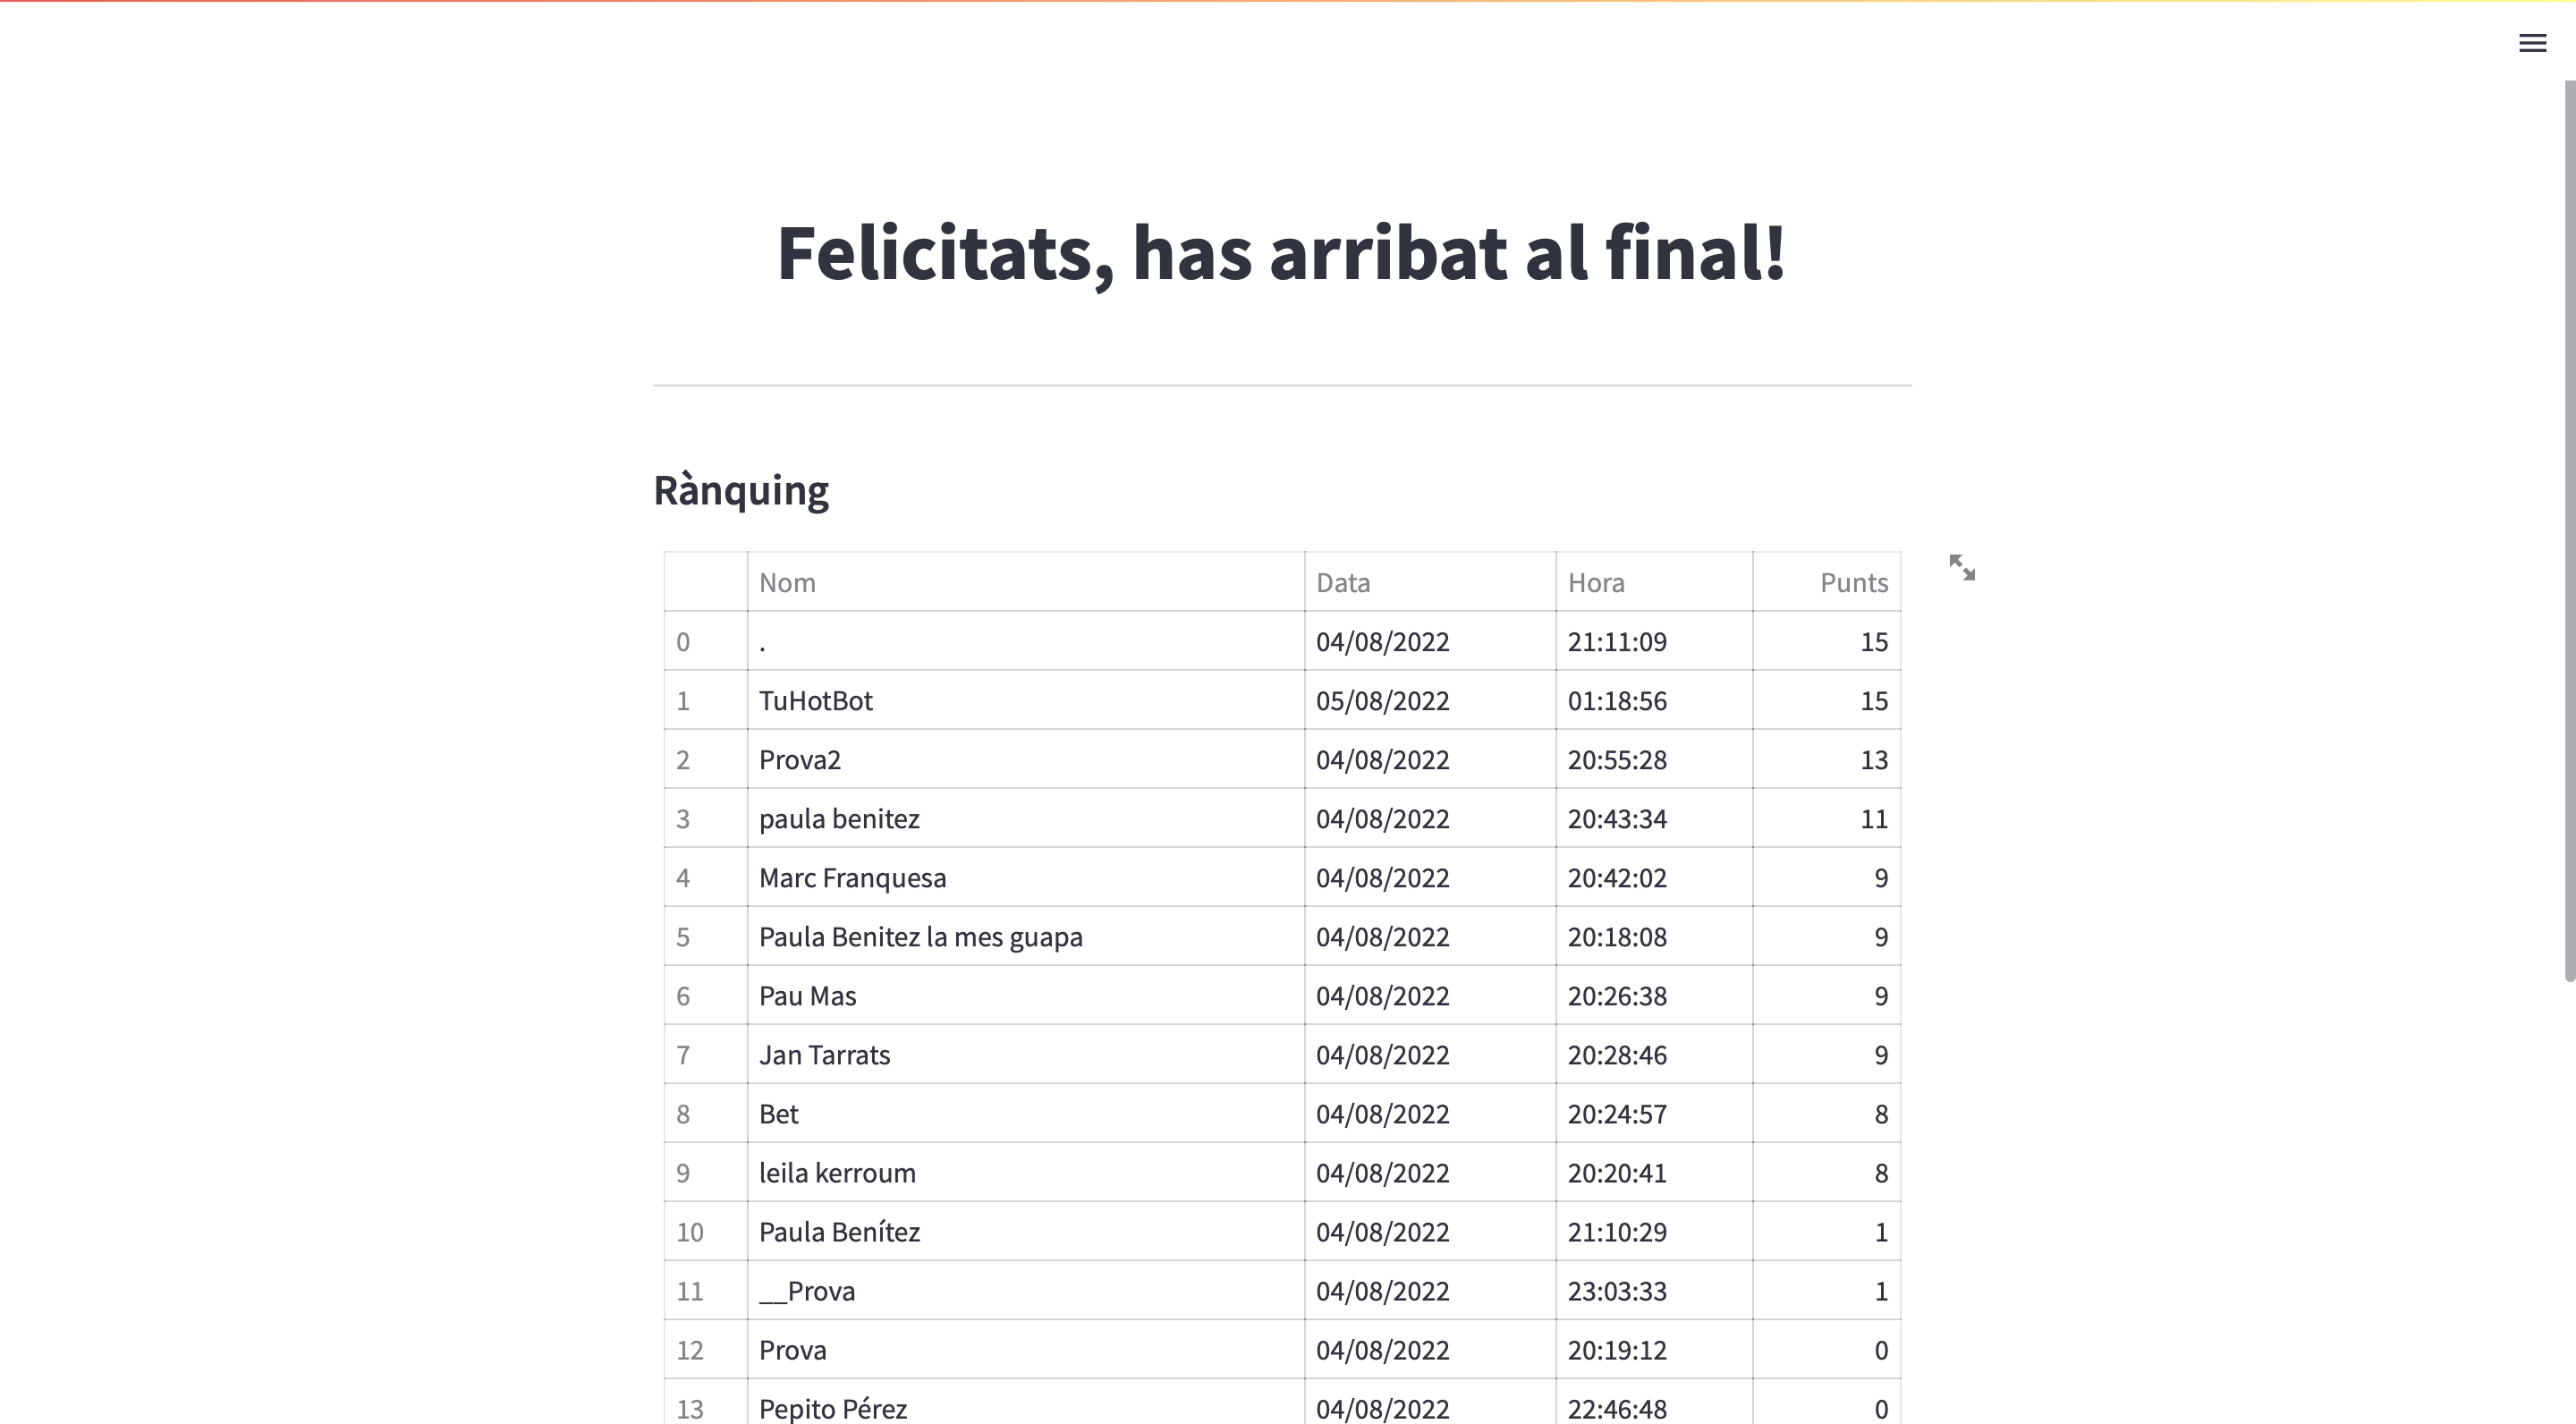 Felicitats, has arribat al final!
Rànquing
Nom Data Hora Punts
0 . 04/08/2022 21:11:09 15
1 TuHotBot 05/08/2022 01:18:56 15
2 Prova2 04/08/2022 20:55:28 13
3 paula benitez 04/08/2022 20:43:34 11
4 Marc Franquesa 04/08/2022 20:42:02 9
5 Paula Benitez la mes guapa 04/08/2022 20:18:08 9
6 Pau Mas 04/08/2022 20:26:38 9
7 Jan Tarrats 04/08/2022 20:28:46 9
8 Bet 04/08/2022 20:24:57 8
9 leila kerroum 04/08/2022 20:20:41 8
10 Paula Benítez 04/08/2022 21:10:29 1
11 __Prova 04/08/2022 23:03:33 1
12 Prova 04/08/2022 20:19:12 0
13 Pepito Pérez 04/08/2022 22:46:48 0